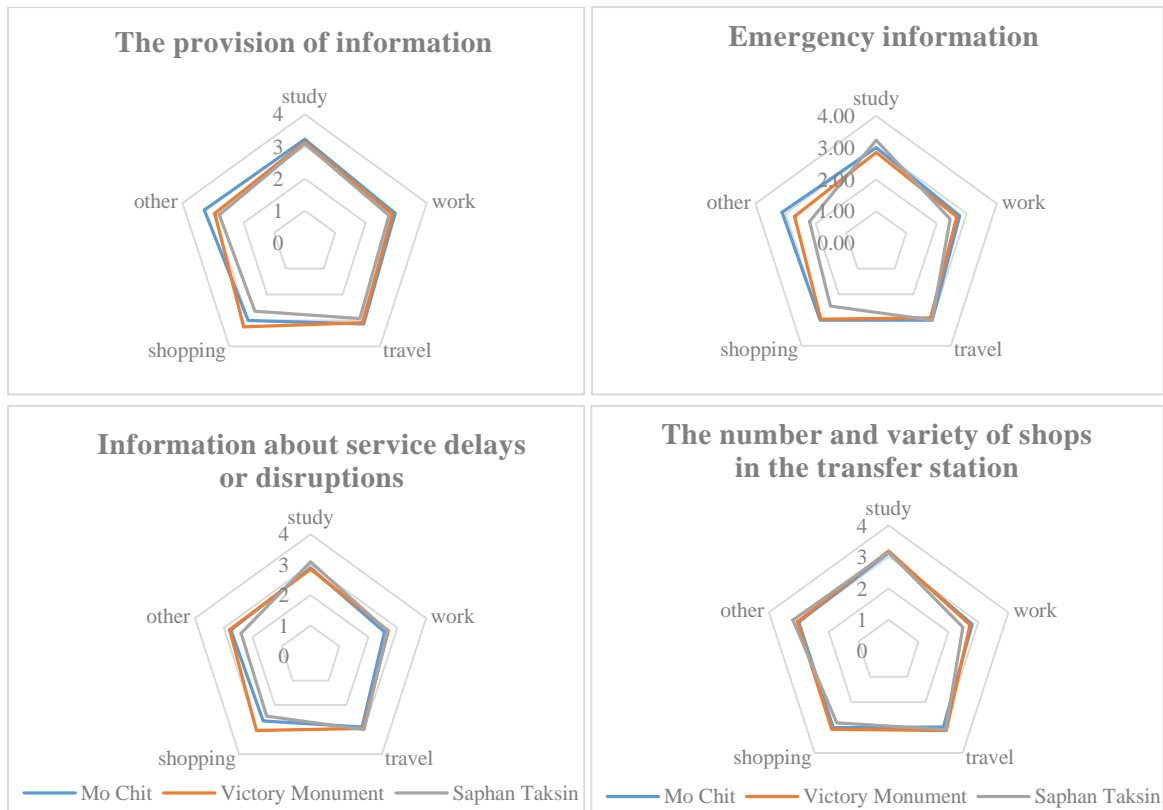 The provision of information
study
4
3
2
1
0
other
work
shopping
travel
Emergency information
study
4.00
3.00
2.00
1.00
0.00
other
work
shopping
travel
Information about service delays
or disruptions
study
4
3
2
1
0
other
work
shopping
travel
Mo Chit
Victory Monument
Saphan Taksin
The number and variety of shops
in the transfer station
study
4
3
2
1
0
other
work
shopping
travel
Mo Chit
Victory Monument
Saphan Taksin